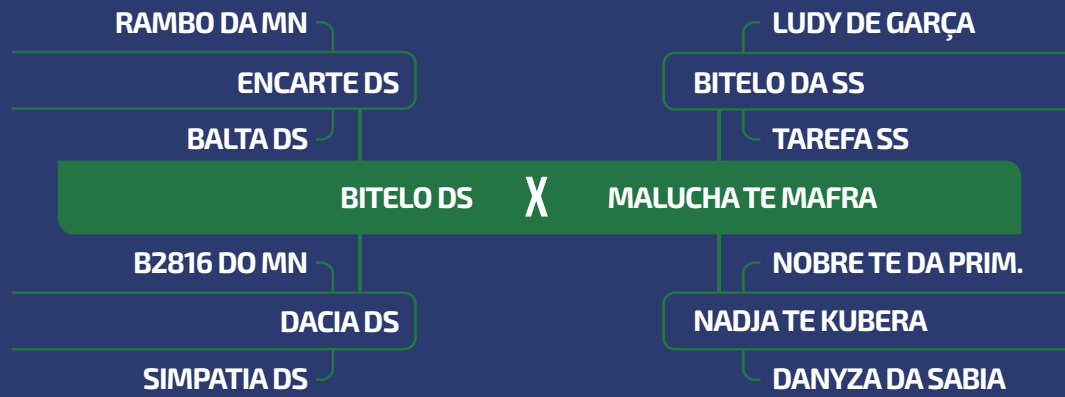 RAMBO DA MN
LUDY DE GARÇA
ENCARTE DS
BITELO DA SS
BALTA DS
TAREFA SS
BITELO DS X MALUCHA TE MAFRA
B2816 DO MN
NOBRE TE DA PRIM.
DACIA DS
NADJA TE KUBERA
SIMPATIA DS
DANYZA DA SABIA